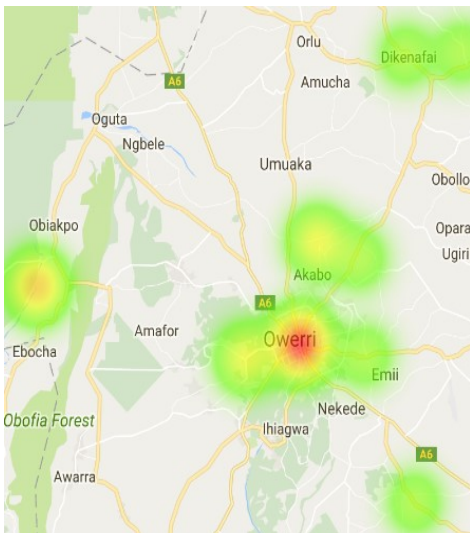 Orlu
Dikenafai
A6
Amucha
Oguta
Ngbele
Umuaka
Obollo
Obiakpo
Opara
Ugiri
Akabo
A6
Amafor
Owerri
Ebocha
Emii
Nekede
Obofia Forest
Ihiagwa
A6
Awarra